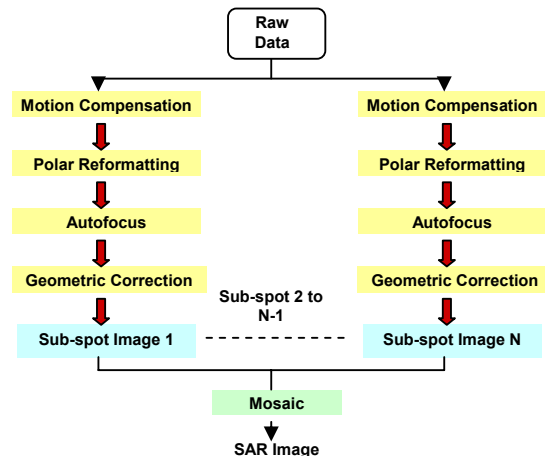 Raw
Data
Motion Compensation
Motion Compensation
Polar Reformatting
Polar Reformatting
Autofocus
Autofocus
Geometric Correction
Geometric Correction
Sub-spot 2 to
N-1
Sub-spot Image 1
Sub-spot Image N
Mosaic
SAR Image